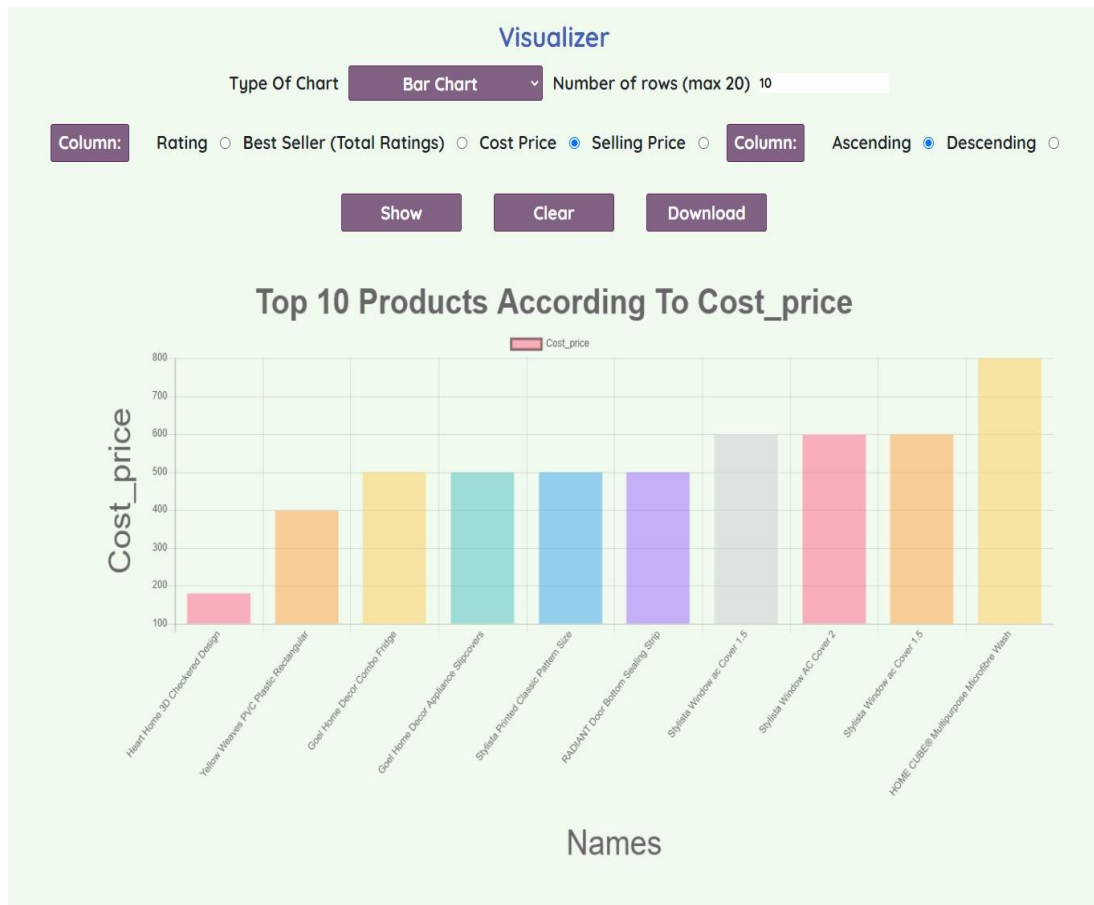 Visualizer
Type Of Chart Bar Chart Number of rows (max 20) 10
Column: Rating Best Seller (Total Ratings) Cost Price Selling Price Column: Ascending Descending
Show Clear Download
Top 10 Products According To Cost_price
Cost_price
Cost_price
800
700
600
500
400
300
200
100
Heart Home 3D Checkered Design
Yellow Weaves PVC Plastic Rectangular
Goel Home Decor Combo Fridge
Goel Home Decor Appliance Slipcovers
Stylista Printed Classic Pattern Size
RADIANT Door Bottom Sealing Strip
Stylista Window ac Cover 1.5
Stylista Window AC Cover 2
Stylista Window ac Cover 1.5
HOME CUBE® Multipurpose Microfibre Wash
Names